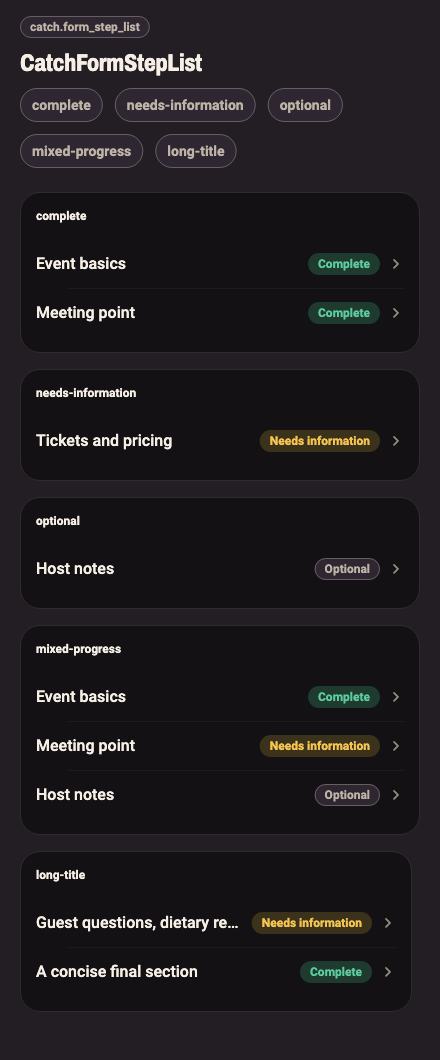 catch.form_step_list
CatchFormStepList
complete needs-information optional
mixed-progress long-title
complete
Event basics Complete
Meeting point Complete
needs-information
Tickets and pricing Needs information
optional
Host notes Optional
mixed-progress
Event basics Complete
Meeting point Needs information
Host notes Optional
long-title
Guest questions, dietary re... Needs information
A concise final section Complete